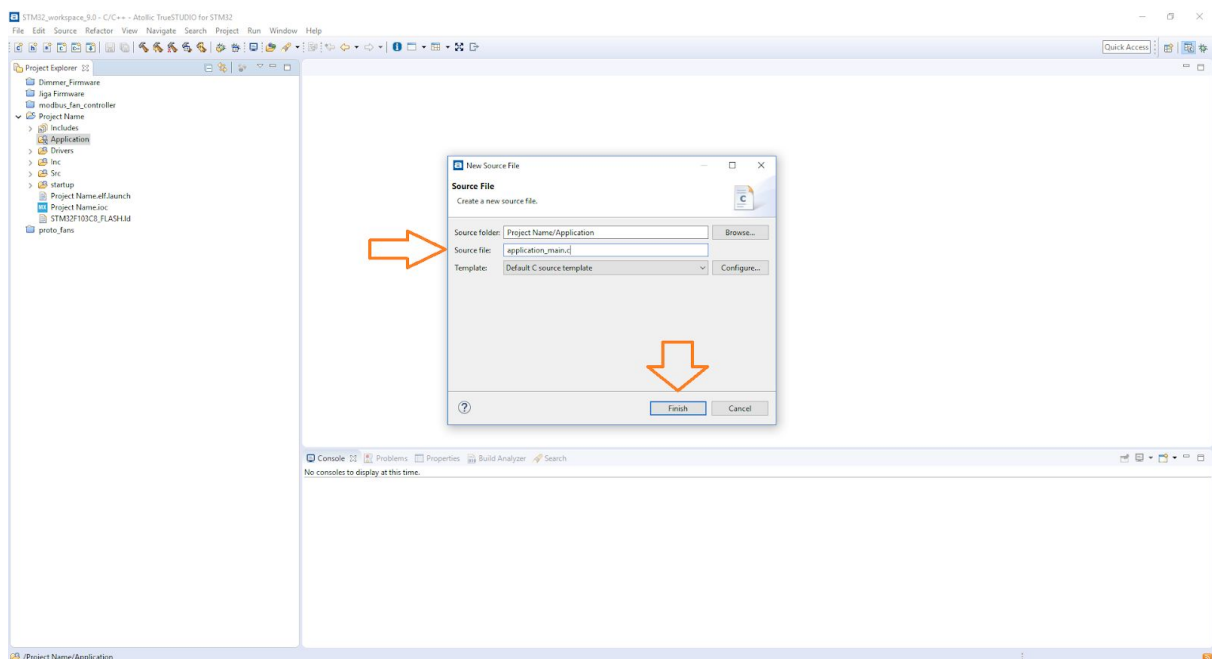 STM32_workspace_9.0 - C/C++ - Atollic TrueSTUDIO for STM32
File Edit Source Refactor View Navigate Search Project Run Window Help
Quick Access
Project Explorer
Dimmer_Firmware
Jiga Firmware
modbus_fan_controller
Project Name
Includes
Application
Drivers
Inc
Src
startup
Project Name.elf.launch
MX Project Name.ioc
STM32F103C8_FLASH.ld
proto_fans
New Source File
Source File
Create a new source file.
Source folder: Project Name/Application Browse...
Source file: application_main.c
Template: Default C source template Configure...
Finish Cancel
Console Problems Properties Build Analyzer Search
No consoles to display at this time.
/Project Name/Application